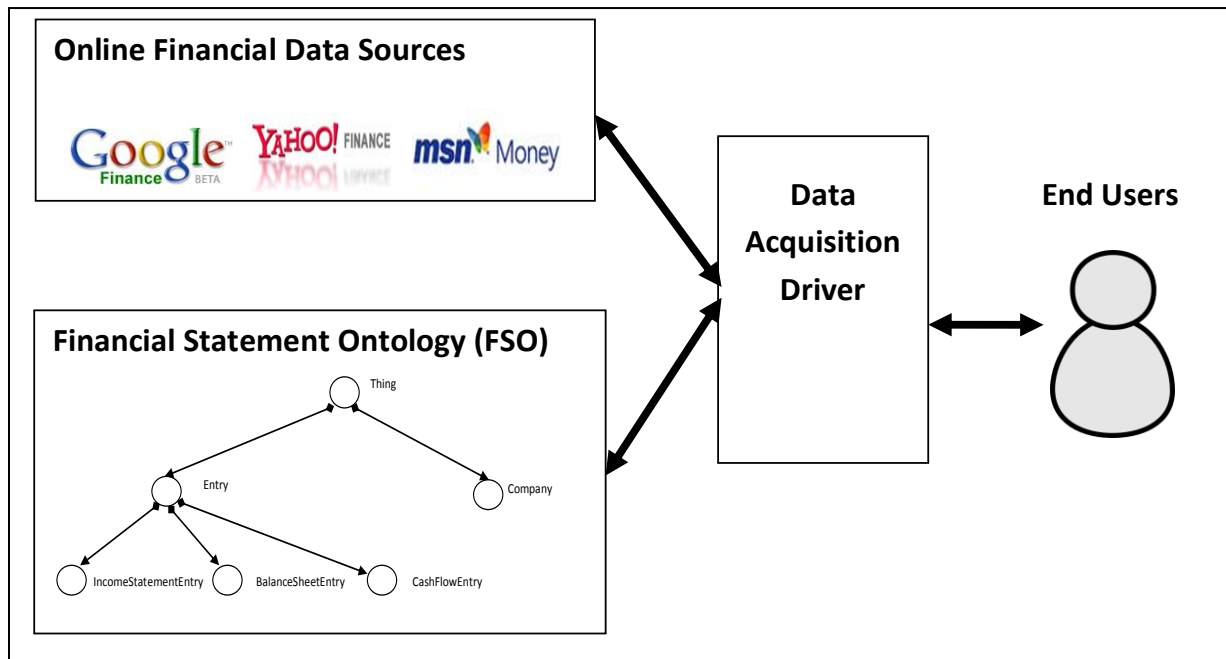 Online Financial Data Sources
Google™
Finance BETA
YAHOO! FINANCE
msn Money
Data
Acquisition
Driver
End Users
Financial Statement Ontology (FSO)
Thing
Entry
Company
IncomeStatementEntry
BalanceSheetEntry
CashFlowEntry